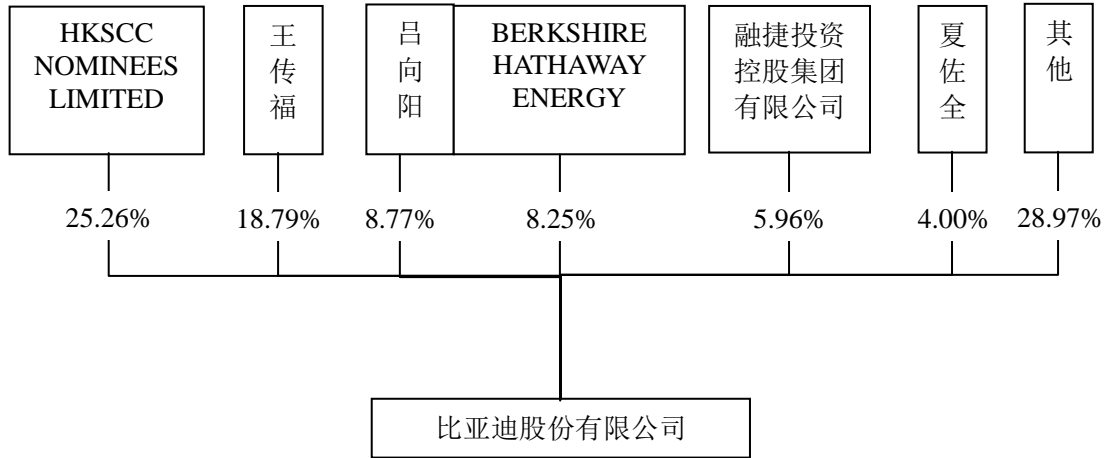 HKSCC
NOMINEES
LIMITED
王
传
福
吕
向
阳
BERKSHIRE
HATHAWAY
ENERGY
融捷投资
控股集团
有限公司
夏
佐
全
其
他
25.26%
18.79%
8.77%
8.25%
5.96%
4.00%
28.97%
比亚迪股份有限公司